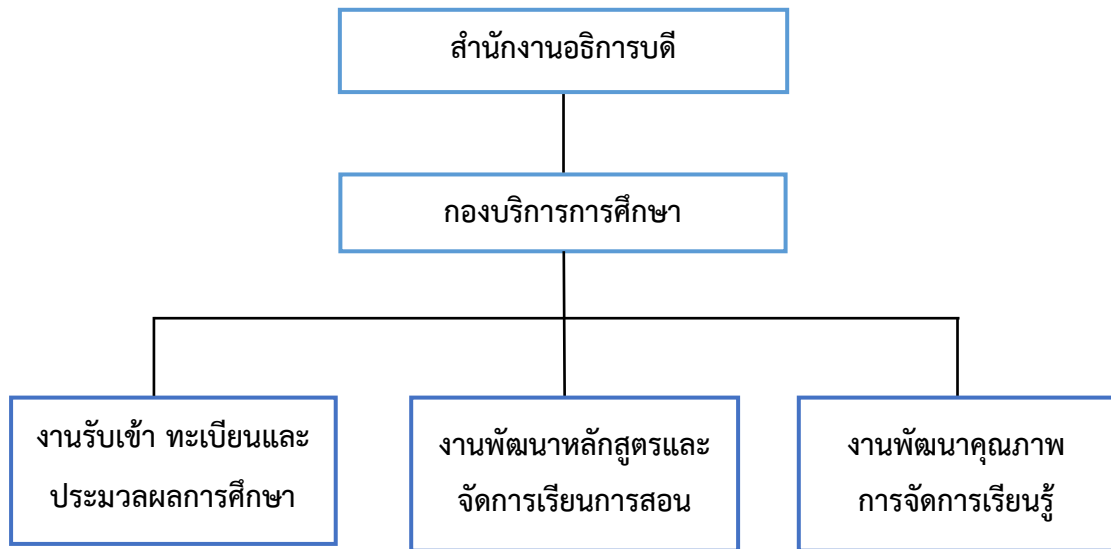 สำนักงานอธิการบดี
กองบริการการศึกษา
งานรับเข้า ทะเบียนและ
ประมวลผลการศึกษา
งานพัฒนาหลักสูตรและ
จัดการเรียนการสอน
งานพัฒนาคุณภาพ
การจัดการเรียนรู้